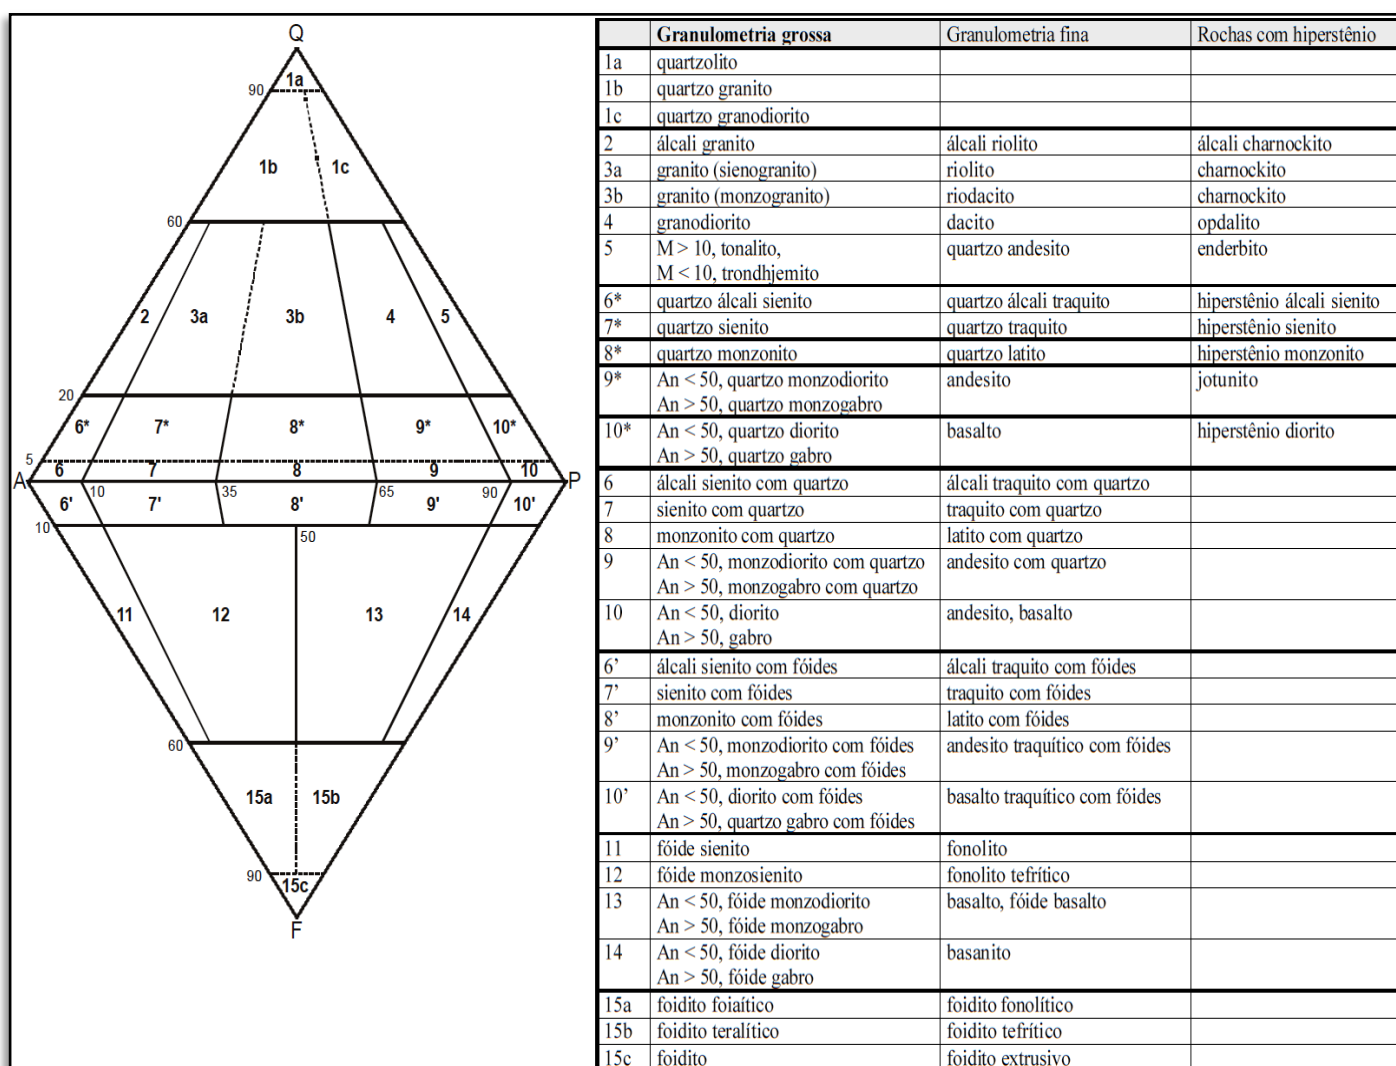 Q
1a
90
1b
1c
60
2
3a
3b
4
5
20
6*
7*
8*
9*
10*
5
6
7
8
9
10
A
P
10
35
65
90
6'
7'
8'
9'
10'
10
50
11
12
13
14
60
15a
15b
90
15c
F
Granulometria grossa Granulometria fina Rochas com hiperstênio
1a quartzolito
1b quartzo granito
1c quartzo granodiorito
2 álcali granito álcali riolito álcali charnockito
3a granito (sienogranito) riolito charnockito
3b granito (monzogranito) riodacito charnockito
4 granodiorito dacito opdalito
5 M > 10, tonalito, quartzo andesito enderbito
M < 10, trondhjemito
6* quartzo álcali sienito quartzo álcali traquito hiperstênio álcali sienito
7* quartzo sienito quartzo traquito hiperstênio sienito
8* quartzo monzonito quartzo latito hiperstênio monzonito
9* An < 50, quartzo monzodiorito andesito jotunito
An > 50, quartzo monzogabro
10* An < 50, quartzo diorito basalto hiperstênio diorito
An > 50, quartzo gabro
6 álcali sienito com quartzo álcali traquito com quartzo
7 sienito com quartzo traquito com quartzo
8 monzonito com quartzo latito com quartzo
9 An < 50, monzodiorito com quartzo andesito com quartzo
An > 50, monzogabro com quartzo
10 An < 50, diorito andesito, basalto
An > 50, gabro
6’ álcali sienito com fóides álcali traquito com fóides
7’ sienito com fóides traquito com fóides
8’ monzonito com fóides latito com fóides
9’ An < 50, monzodiorito com fóides andesito traquítico com fóides
An > 50, monzogabro com fóides
10’ An < 50, diorito com fóides basalto traquítico com fóides
An > 50, quartzo gabro com fóides
11 fóide sienito fonolito
12 fóide monzosienito fonolito tefrítico
13 An < 50, fóide monzodiorito basalto, fóide basalto
An > 50, fóide monzogabro
14 An < 50, fóide diorito basanito
An > 50, fóide gabro
15a foidito foiaítico foidito fonolítico
15b foidito teralítico foidito tefrítico
15c foidito foidito extrusivo